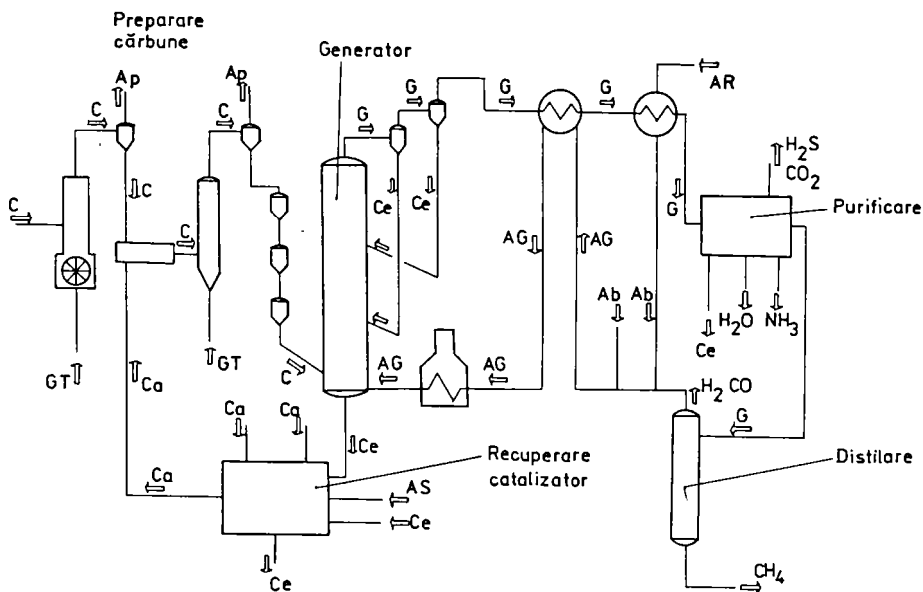 Preparare
cărbune
Generator
Ap
Ap
C
C
G
G
G
G
AR
H₂S
CO₂
C
C
C
Ce
Ce
G
Purificare
AG
AG
Ab
Ab
Ce
H₂O
NH₃
GT
Ca
GT
C
AG
AG
H₂ CO
G
Ca
Ca
Ce
Recuperare
catalizator
Distilare
Ca
AS
Ce
Ce
CH₄